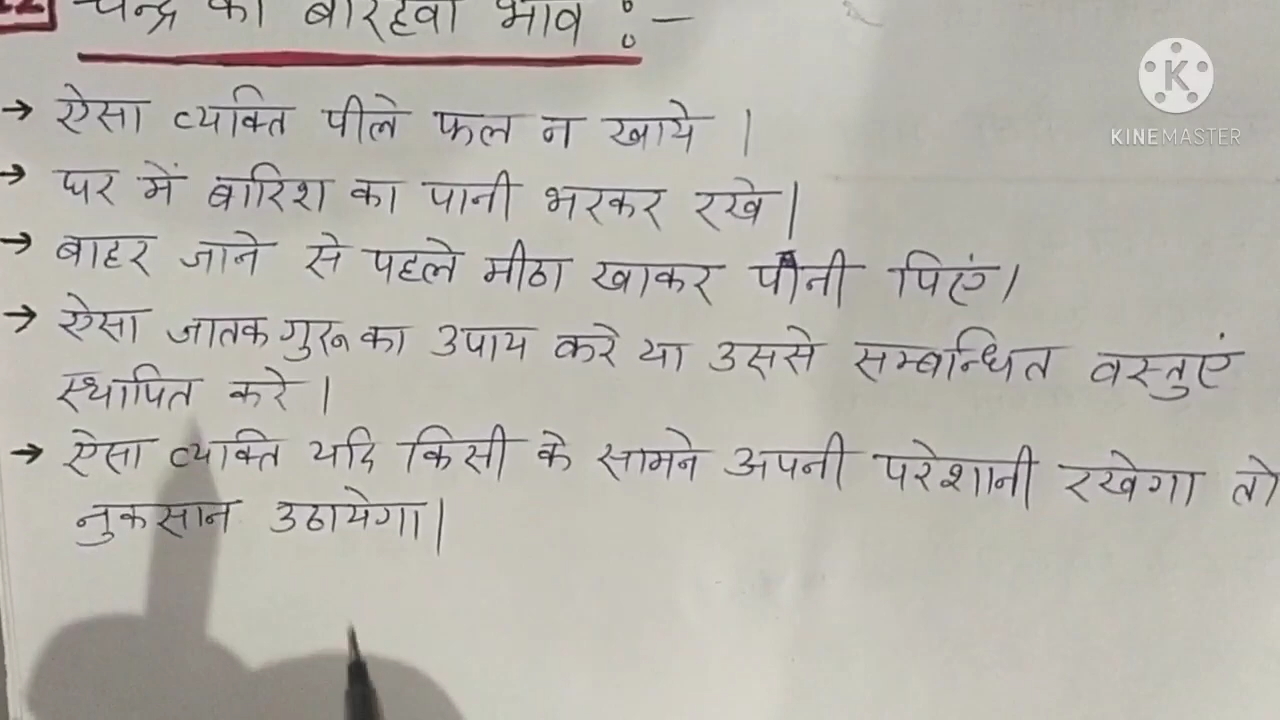 12 चन्द्र का बारहवां भाव :-
→ ऐसा व्यक्ति पीले फल न खाये ।
→ घर में बारिश का पानी भरकर रखे।
→ बाहर जाने से पहले मीठा खाकर पानी पिएं।
→ ऐसा जातक गुरू का उपाय करे या उससे सम्बन्धित वस्तुएं
स्थापित करे ।
→ ऐसा व्यक्ति यदि किसी के सामने अपनी परेशानी रखेगा तो
नुकसान उठायेगा।
K
KINEMASTER